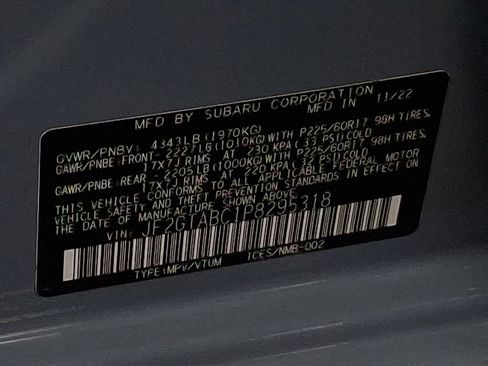 MFD BY SUBARU CORPORATION
MFD IN 11/22
GVWR/PNBV: 4343LB(1970KG)
GAWR/PNBE FRONT- 2227LB(1010KG)WITH P225/60R17 98H TIRES,
17X7J RIMS AT 230 KPA(33 PSI)COLD
GAWR/PNBE REAR - 2205LB(1000KG)WITH P225/60R17 98H TIRES,
17X7J RIMS AT 220 KPA(32 PSI)COLD
THIS VEHICLE CONFORMS TO ALL APPLICABLE FEDERAL MOTOR
VEHICLE SAFETY AND THEFT PREVENTION STANDARDS IN EFFECT ON
THE DATE OF MANUFACTURE SHOWN ABOVE.
VIN: JF2GTABC1P8295318
TYPE:MPV/VTUM ICES/NMB-002